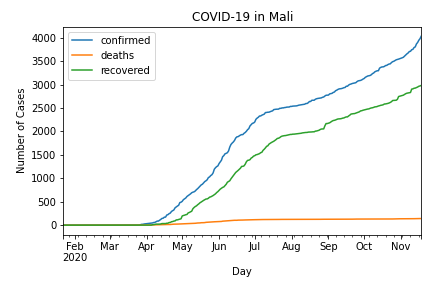 COVID-19 in Mali
confirmed
deaths
recovered
Number of Cases
4000
3500
3000
2500
2000
1500
1000
500
0
Feb Mar Apr May Jun Jul Aug Sep Oct Nov
2020
Day